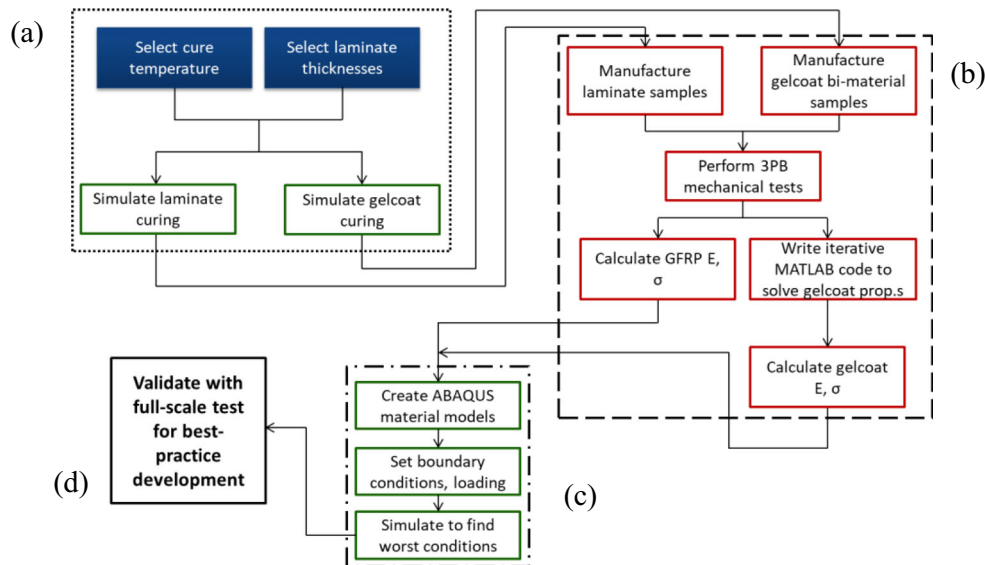 (a)
Select cure
temperature
Select laminate
thicknesses
Simulate laminate
curing
Simulate gelcoat
curing
(b)
Manufacture
laminate samples
Manufacture
gelcoat bi-material
samples
Perform 3PB
mechanical tests
Calculate GFRP E,
σ
Write iterative
MATLAB code to
solve gelcoat prop.s
Calculate gelcoat
E, σ
(c)
Create ABAQUS
material models
Set boundary
conditions, loading
Simulate to find
worst conditions
(d)
Validate with
full-scale test
for best-
practice
development